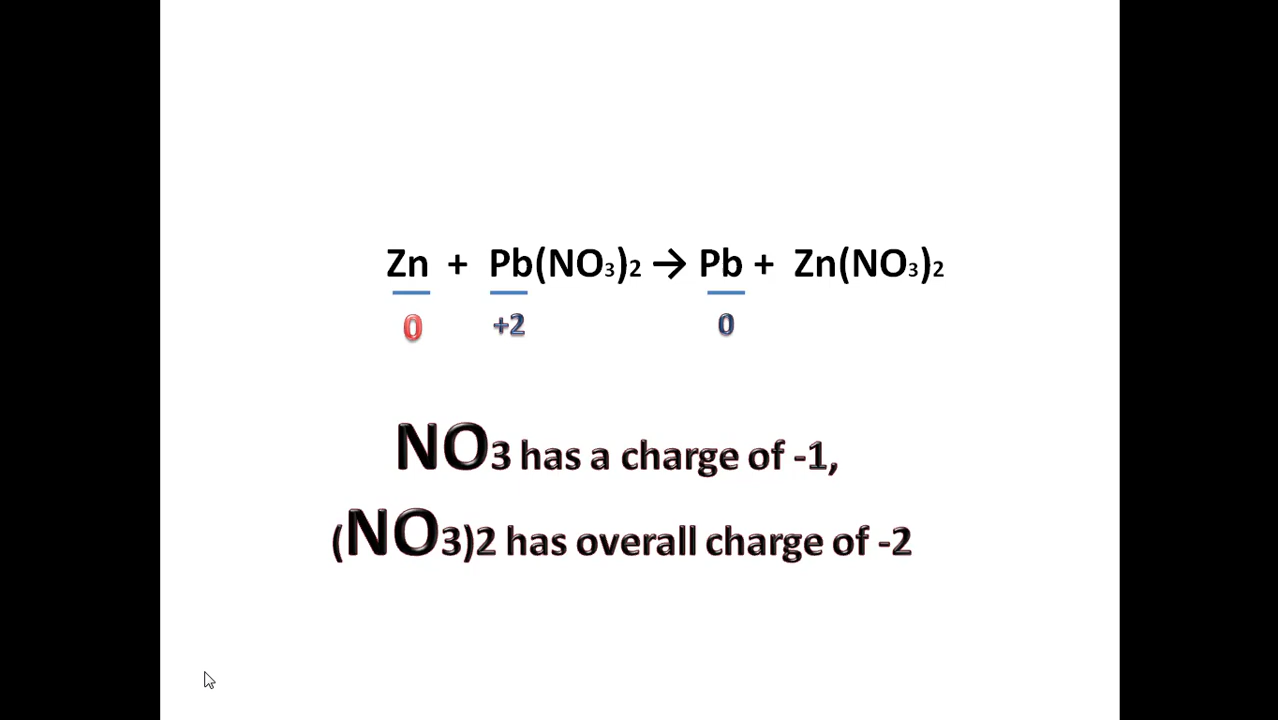 Zn + Pb(NO₃)₂ → Pb + Zn(NO₃)₂
0 +2 0
NO3 has a charge of -1,
(NO3)2 has overall charge of -2